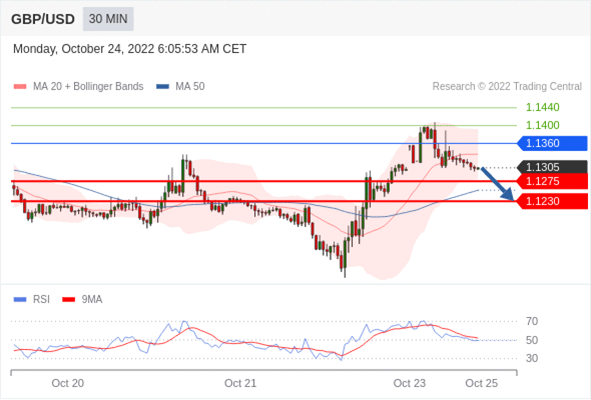 GBP/USD 30 MIN
Monday, October 24, 2022 6:05:53 AM CET
MA 20 + Bollinger Bands MA 50 Research © 2022 Trading Central
1.1440
1.1400
1.1360
1.1305
1.1275
1.1230
RSI 9MA
70
50
30
Oct 20 Oct 21 Oct 23 Oct 25